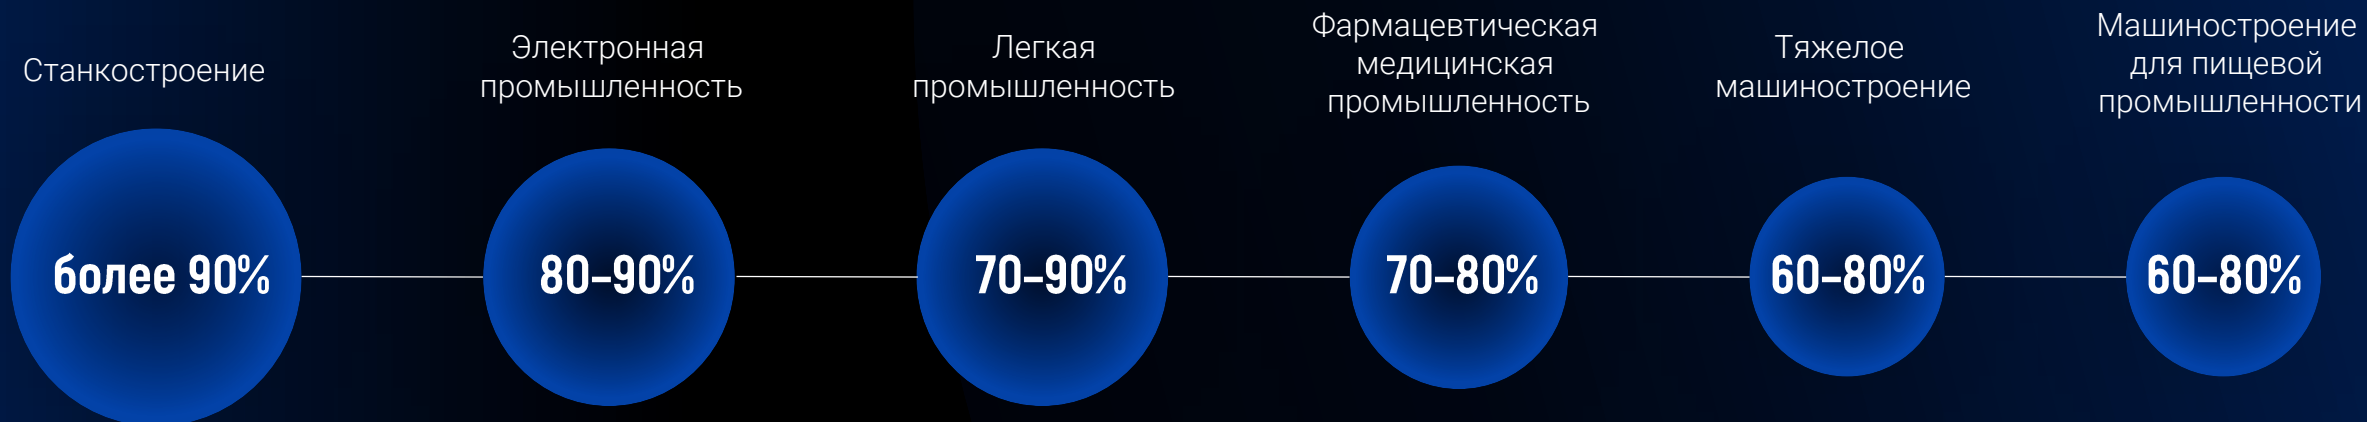 Станкостроение
более 90%
Электронная
промышленность
80–90%
Легкая
промышленность
70–90%
Фармацевтическая
медицинская
промышленность
70–80%
Тяжелое
машиностроение
60–80%
Машиностроение
для пищевой
промышленности
60–80%